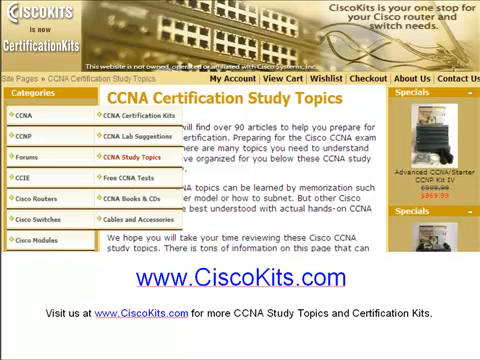 CISCOKITS
is now
CertificationKits
CiscoKits is your one stop
for your Cisco router and
switch needs.
This website is not owned, operated or affiliated with Cisco Systems, Inc.
Site Pages » CCNA Certification Study Topics
My Account | View Cart | Wishlist | Checkout | About Us | Contact Us
Categories
CCNA
CCNP
Forums
CCIE
Cisco Routers
Cisco Switches
Cisco Modules
CCNA Certification Kits
CCNA Lab Suggestions
CCNA Study Topics
Free CCNA Tests
CCNA Books & CDs
Cables and Accessories
CCNA Certification Study Topics
will find over 90 articles to help you prepare for
ertification. Preparing for the Cisco CCNA exam
here are many topics you need to understand
ve organized for you below these CCNA study
NA topics can be learned by memorization such
er model or how to subnet. But other Cisco
e best understood with actual hands-on CCNA
We hope you will take your time reviewing these Cisco CCNA
study topics. There is tons of information on this page that can
Specials
Advanced CCNA/Starter
CCNP Kit IV
$869.99
Specials
www.CiscoKits.com
Visit us at www.CiscoKits.com for more CCNA Study Topics and Certification Kits.